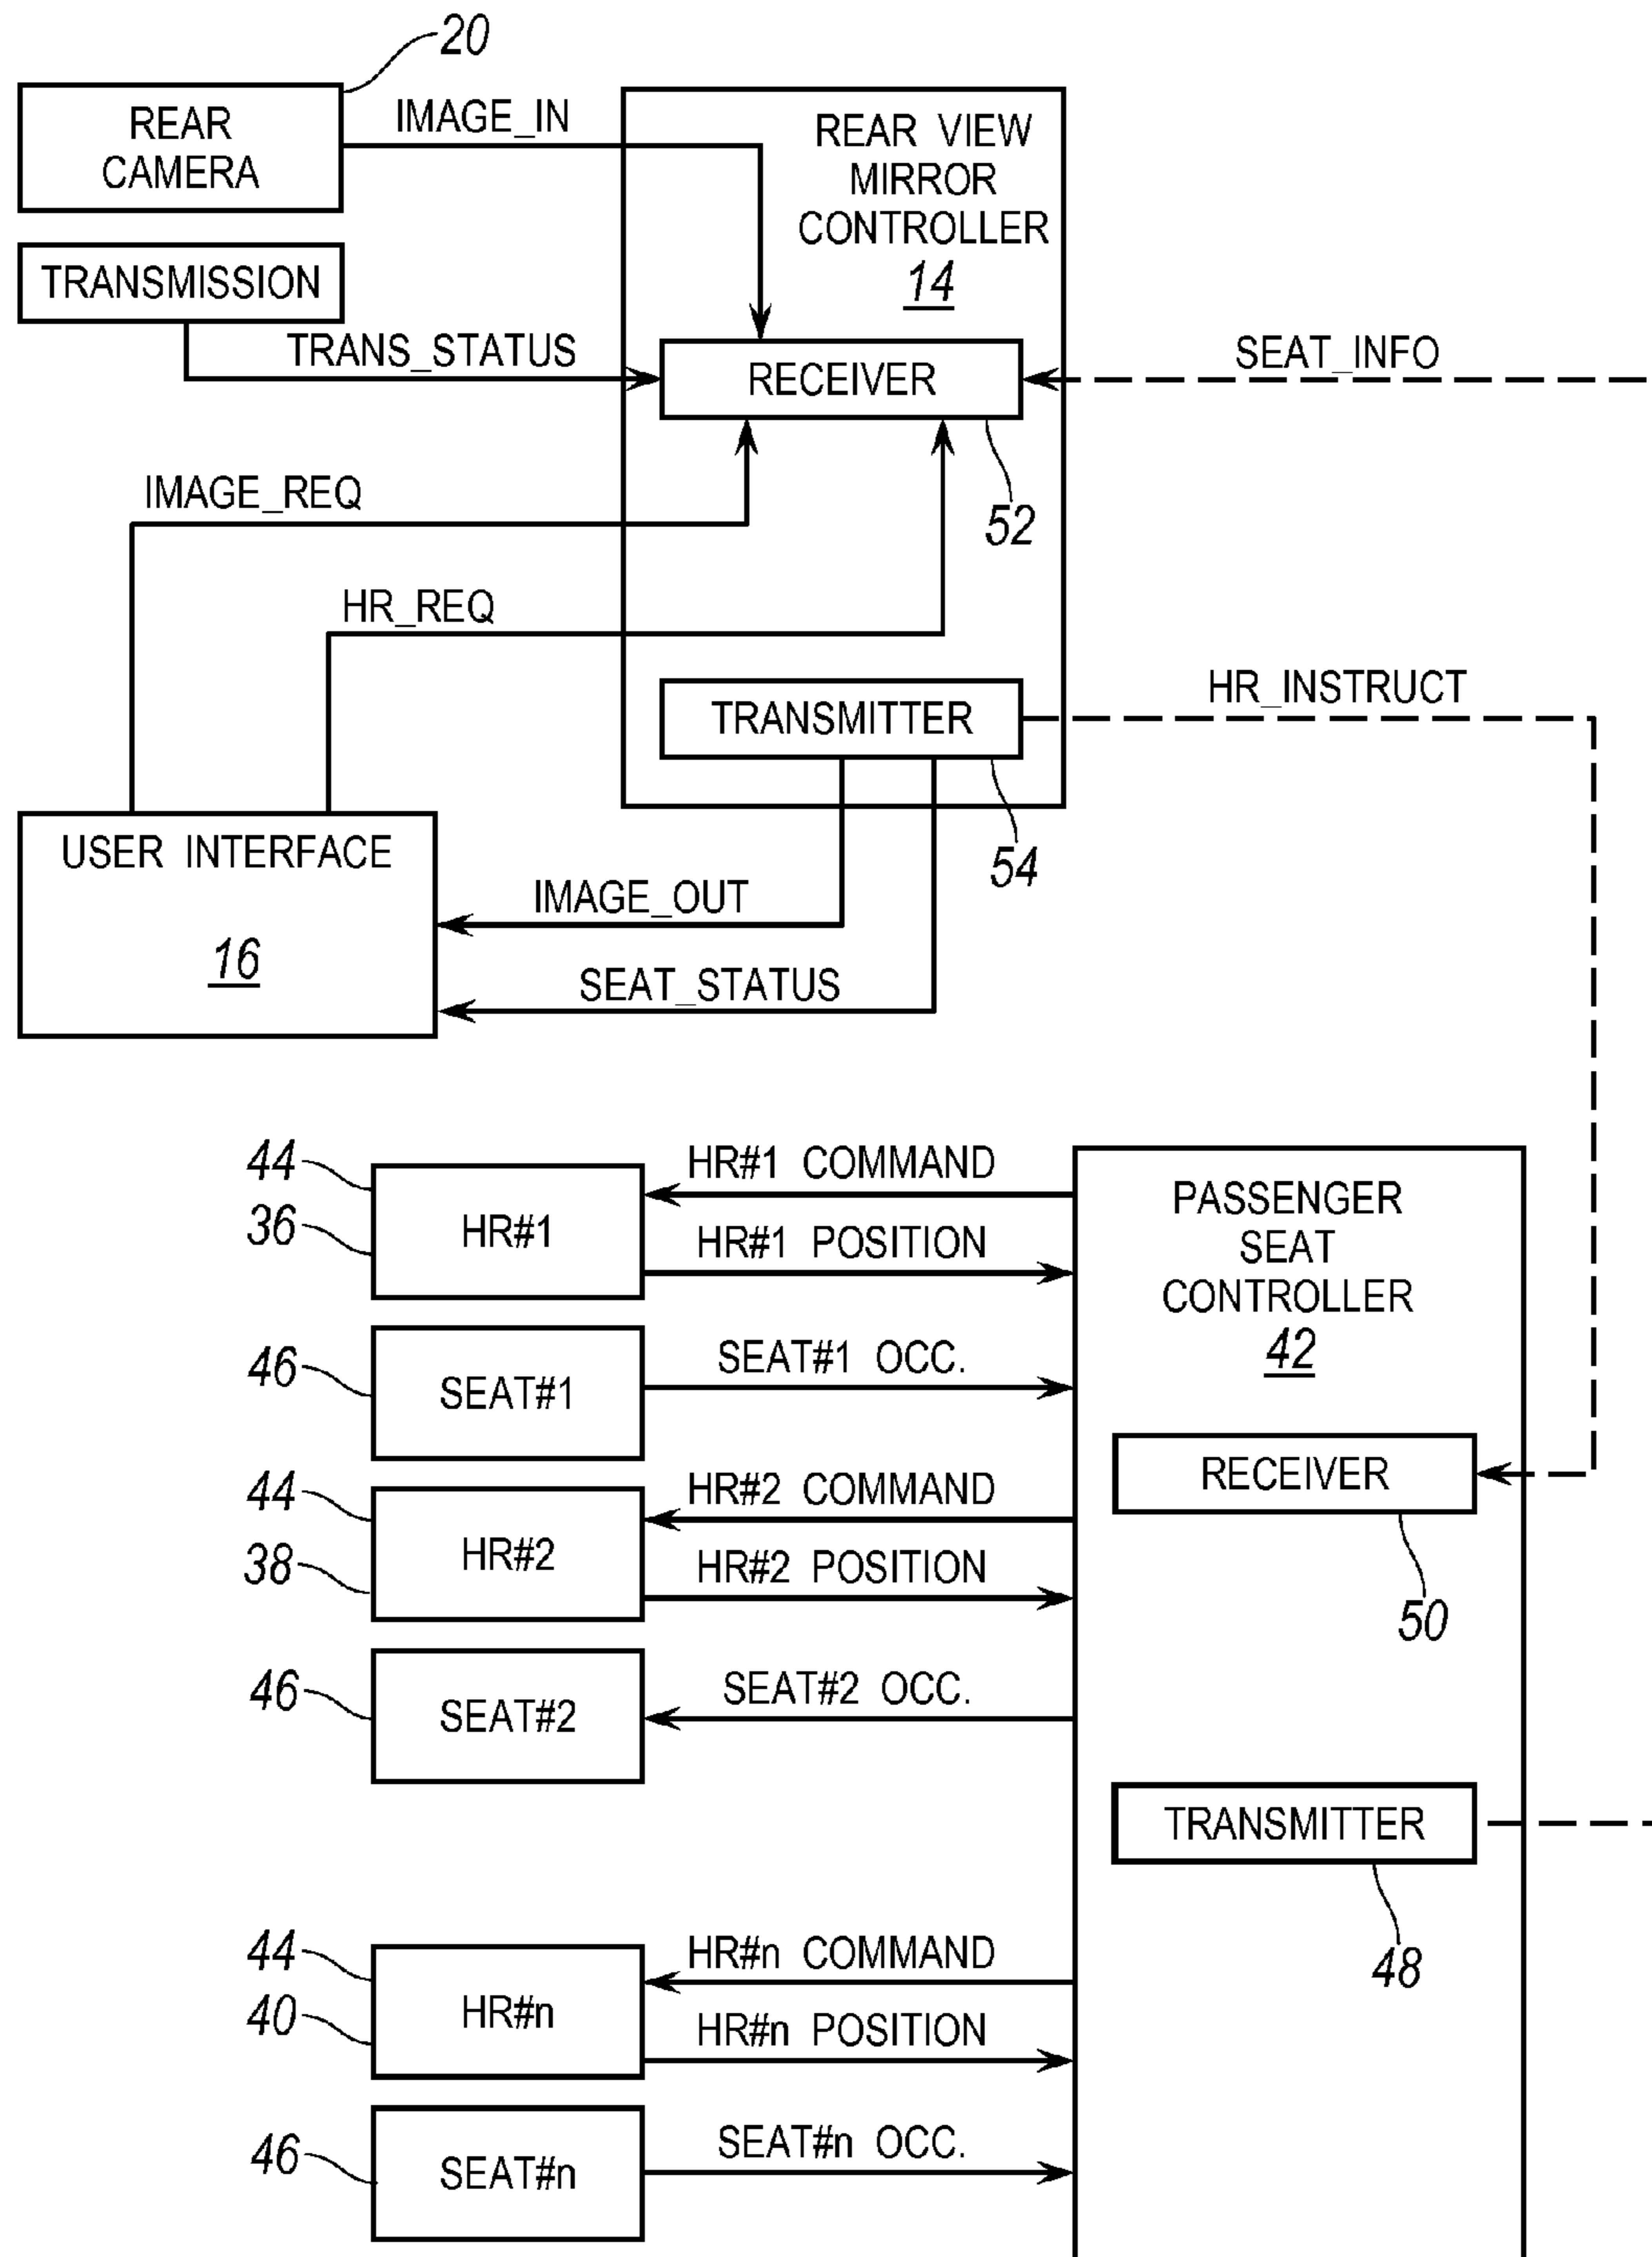 20
REAR
CAMERA
IMAGE_IN
REAR VIEW
MIRROR
CONTROLLER
14
TRANSMISSION
TRANS_STATUS
RECEIVER
SEAT_INFO
52
IMAGE_REQ
HR_REQ
TRANSMITTER
HR_INSTRUCT
54
USER INTERFACE
16
IMAGE_OUT
SEAT_STATUS
44
36
HR#1
HR#1 COMMAND
HR#1 POSITION
PASSENGER
SEAT
CONTROLLER
42
46
SEAT#1
SEAT#1 OCC.
RECEIVER
50
44
38
HR#2
HR#2 COMMAND
HR#2 POSITION
46
SEAT#2
SEAT#2 OCC.
TRANSMITTER
48
44
40
HR#n
HR#n COMMAND
HR#n POSITION
46
SEAT#n
SEAT#n OCC.